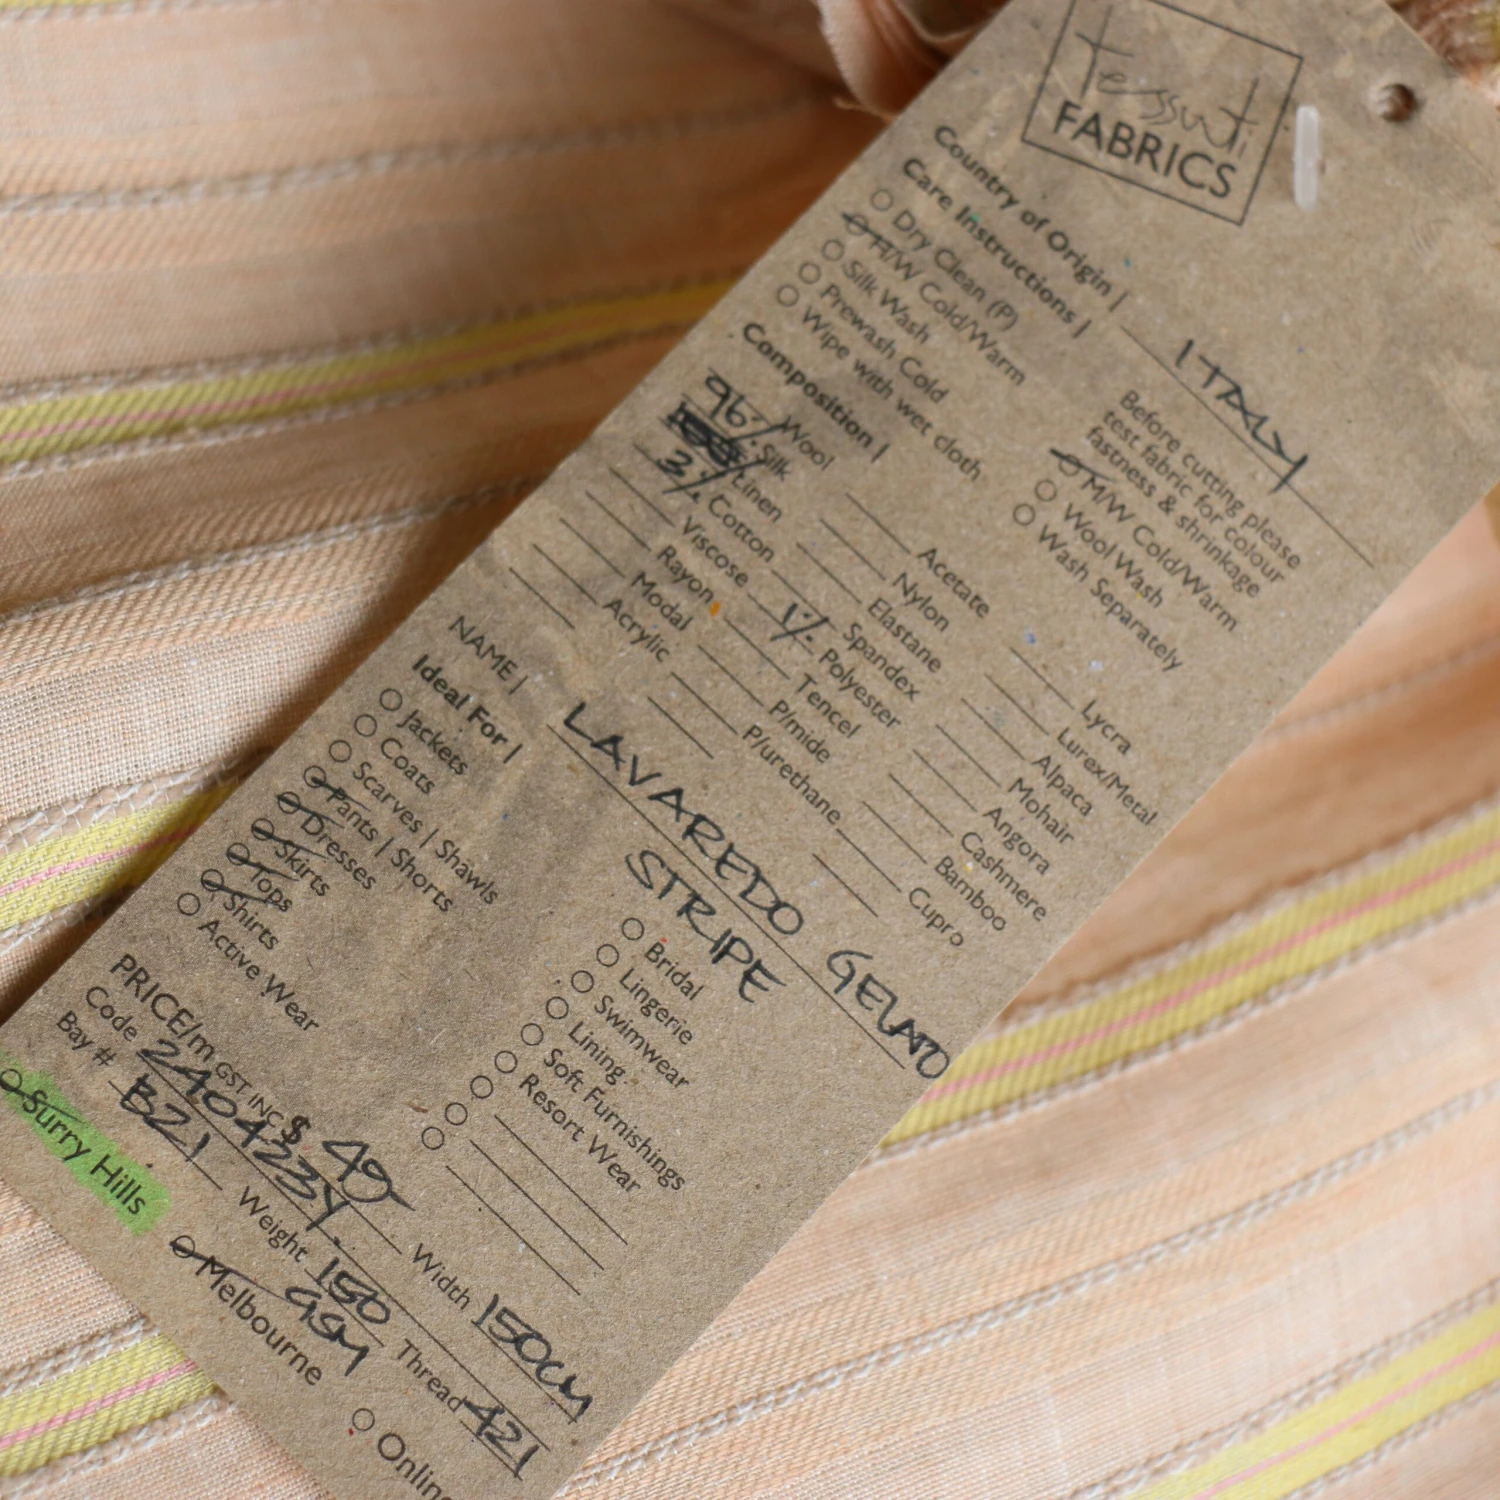 Tessuti
FABRICS
Country of Origin | ITALY
Care Instructions |
Before cutting please
test fabric for colour
fastness & shrinkage
Dry Clean (P)
H/W Cold/Warm
Silk Wash
Prewash Cold
Wipe with wet cloth
M/W Cold/Warm
Wool Wash
Wash Separately
Composition |
Wool
Silk
96% Linen
3% Cotton
Viscose
Rayon
Modal
Acrylic
Acetate
Nylon
Elastane
Spandex
1% Polyester
Tencel
P/mide
P/urethane
Lycra
Lurex/Metal
Alpaca
Mohair
Angora
Cashmere
Bamboo
Cupro
NAME | LAVAREDO GELATO
STRIPE
Ideal For |
Jackets
Coats
Scarves | Shawls
Pants | Shorts
Dresses
Skirts
Tops
Shirts
Active Wear
Bridal
Lingerie
Swimwear
Lining
Soft Furnishings
Resort Wear
PRICE/m GST INC $ 49-
Code 240423Y Width 150CM
Bay # B21 Weight 150 GSM Thread 421
Surry Hills Melbourne Online